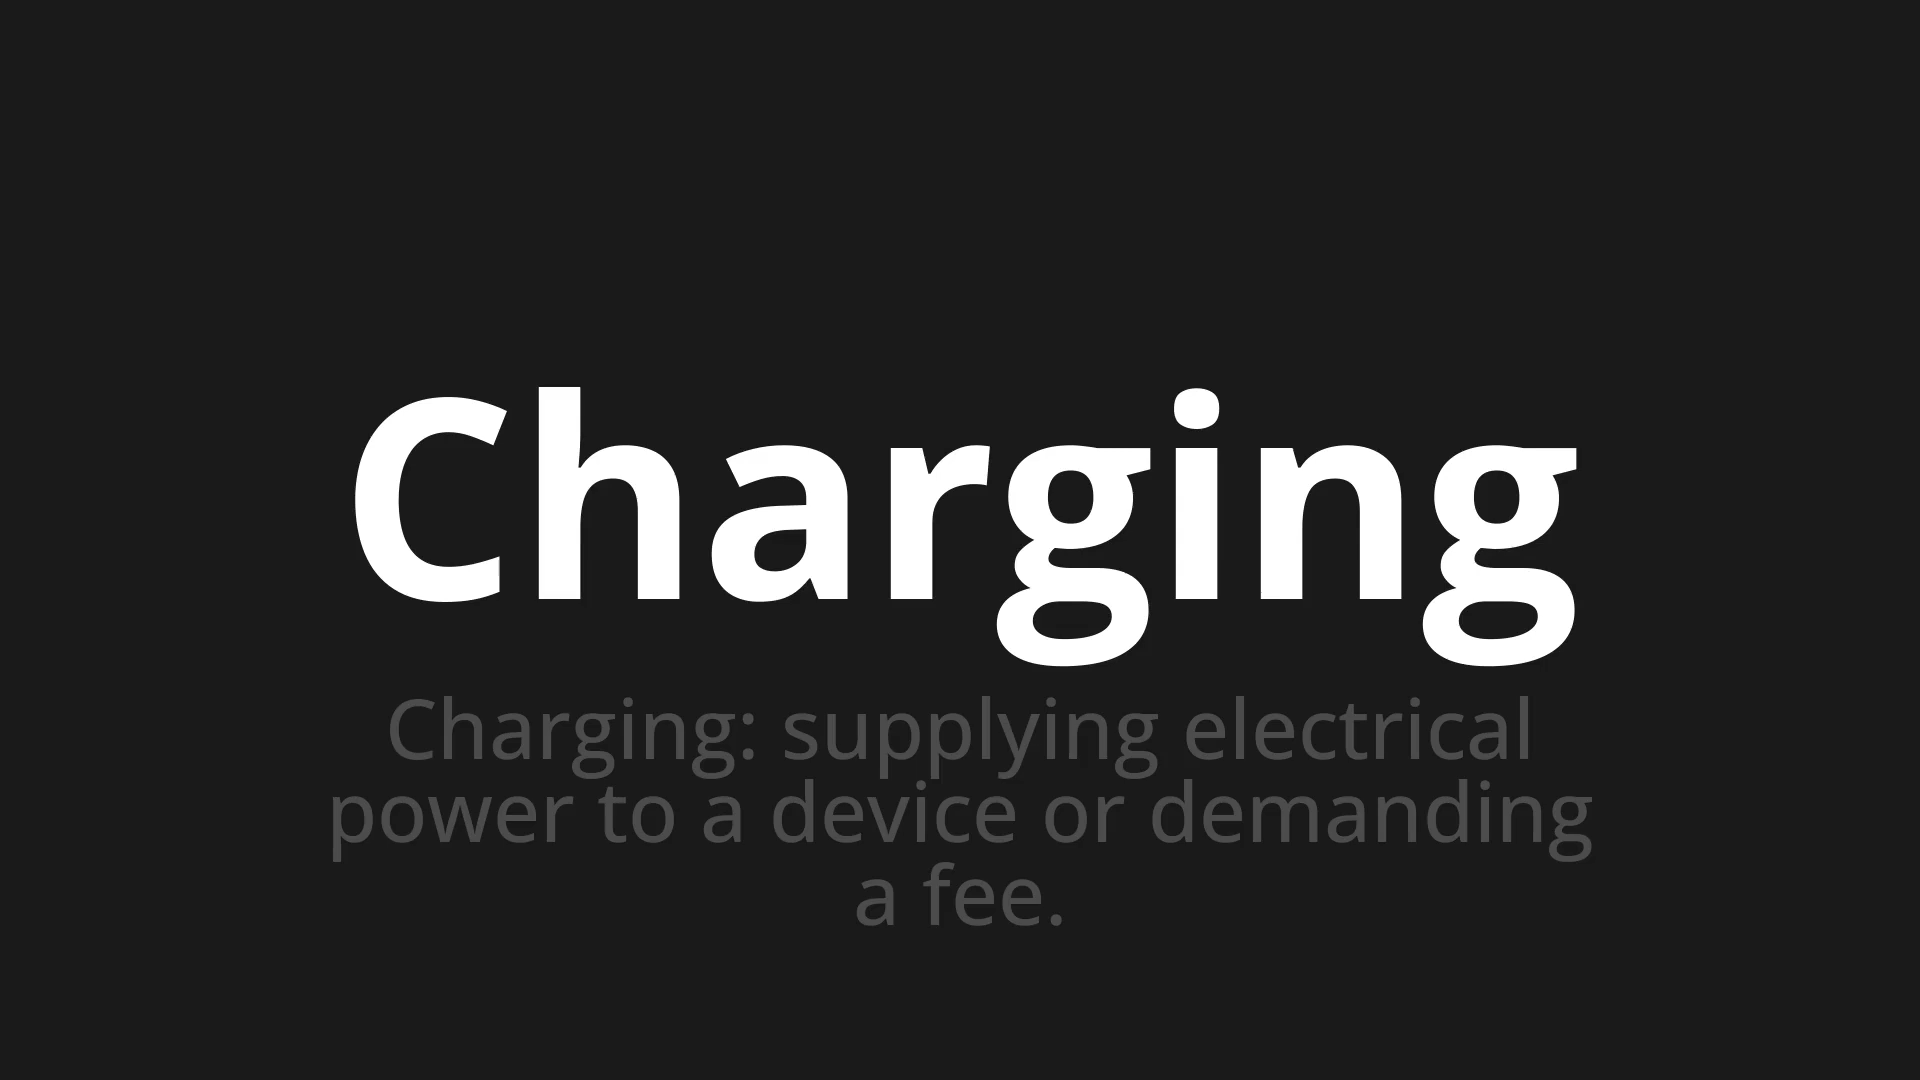 Charging
Charging: supplying electrical
power to a device or demanding
a fee.